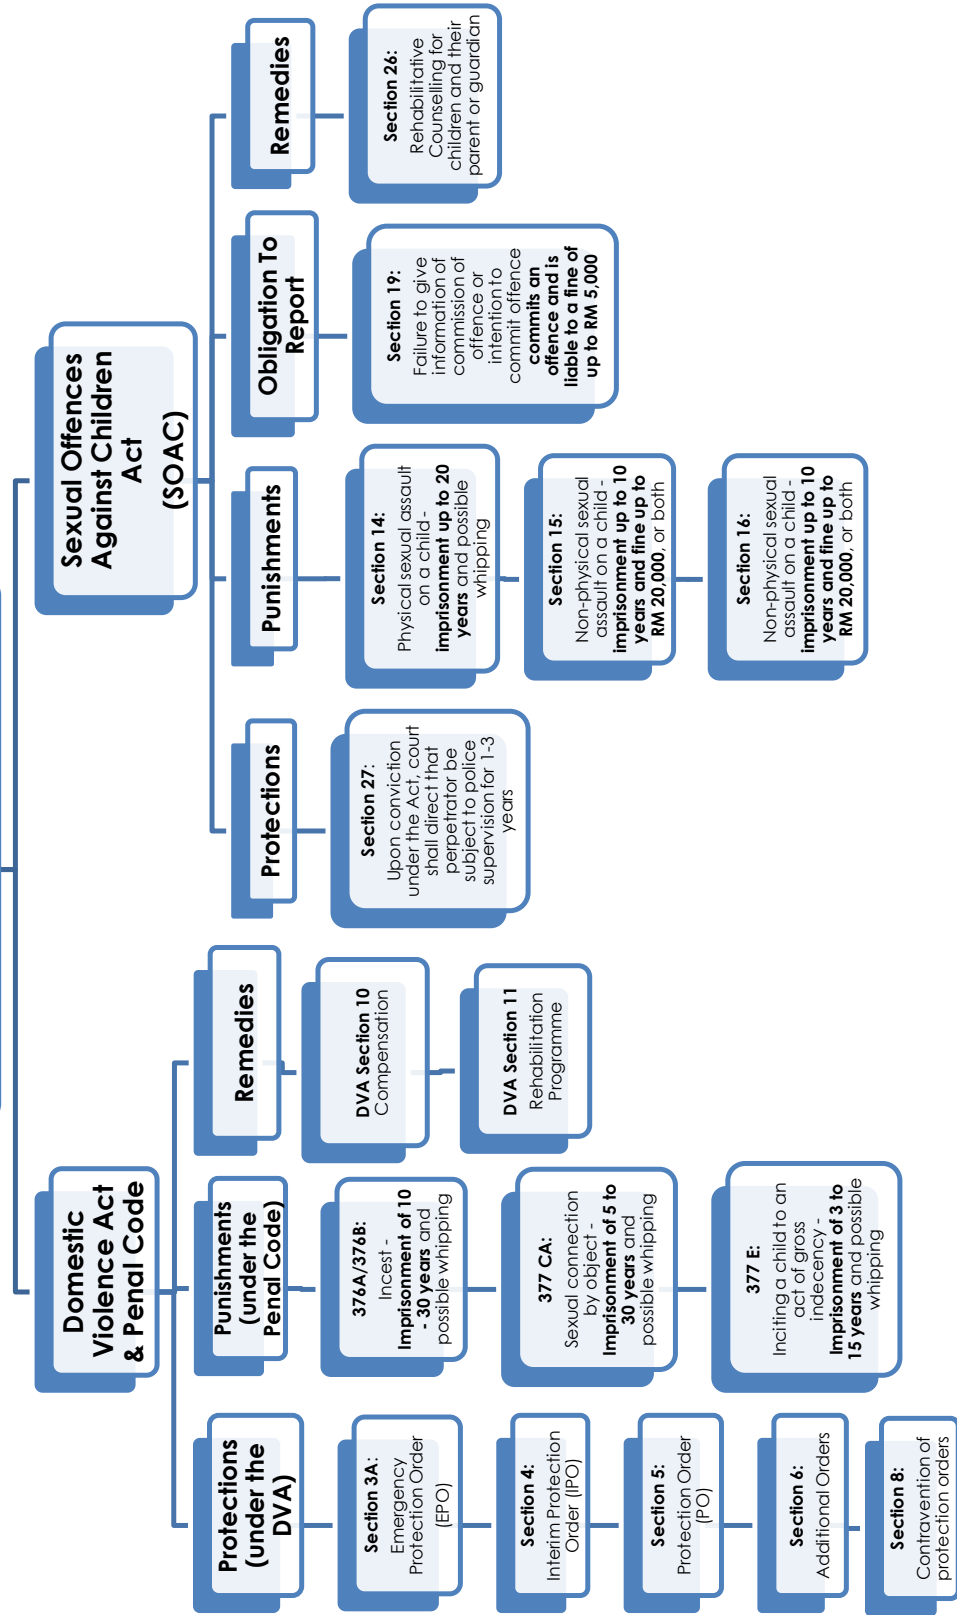 Domestic
Violence Act
& Penal Code
Protections
(under the
DVA)
Section 3A:
Emergency
Protection Order
(EPO)
Section 4:
Interim Protection
Order (IPO)
Section 5:
Protection Order
(PO)
Section 6:
Additional Orders
Section 8:
Contravention of
protection orders
Punishments
(under the
Penal Code)
376A/376B:
Incest -
Imprisonment of 10
- 30 years and
possible whipping
377 CA:
Sexual connection
by object -
Imprisonment of 5 to
30 years and
possible whipping
377 E:
Inciting a child to an
act of gross
indecency -
Imprisonment of 3 to
15 years and possible
whipping
Remedies
DVA Section 10
Compensation
DVA Section 11
Rehabilitation
Programme
Sexual Offences
Against Children
Act
(SOAC)
Protections
Section 27:
Upon conviction
under the Act, court
shall direct that
perpetrator be
subject to police
supervision for 1-3
years
Punishments
Section 14:
Physical sexual assault
on a child -
imprisonment up to 20
years and possible
whipping
Section 15:
Non-physical sexual
assault on a child -
imprisonment up to 10
years and fine up to
RM 20,000, or both
Section 16:
Non-physical sexual
assault on a child -
imprisonment up to 10
years and fine up to
RM 20,000, or both
Obligation To
Report
Section 19:
Failure to give
information of
commission of
offence or
intention to
commit offence
commits an
offence and is
liable to a fine of
up to RM 5,000
Remedies
Section 26:
Rehabilitative
Counselling for
children and their
parent or guardian